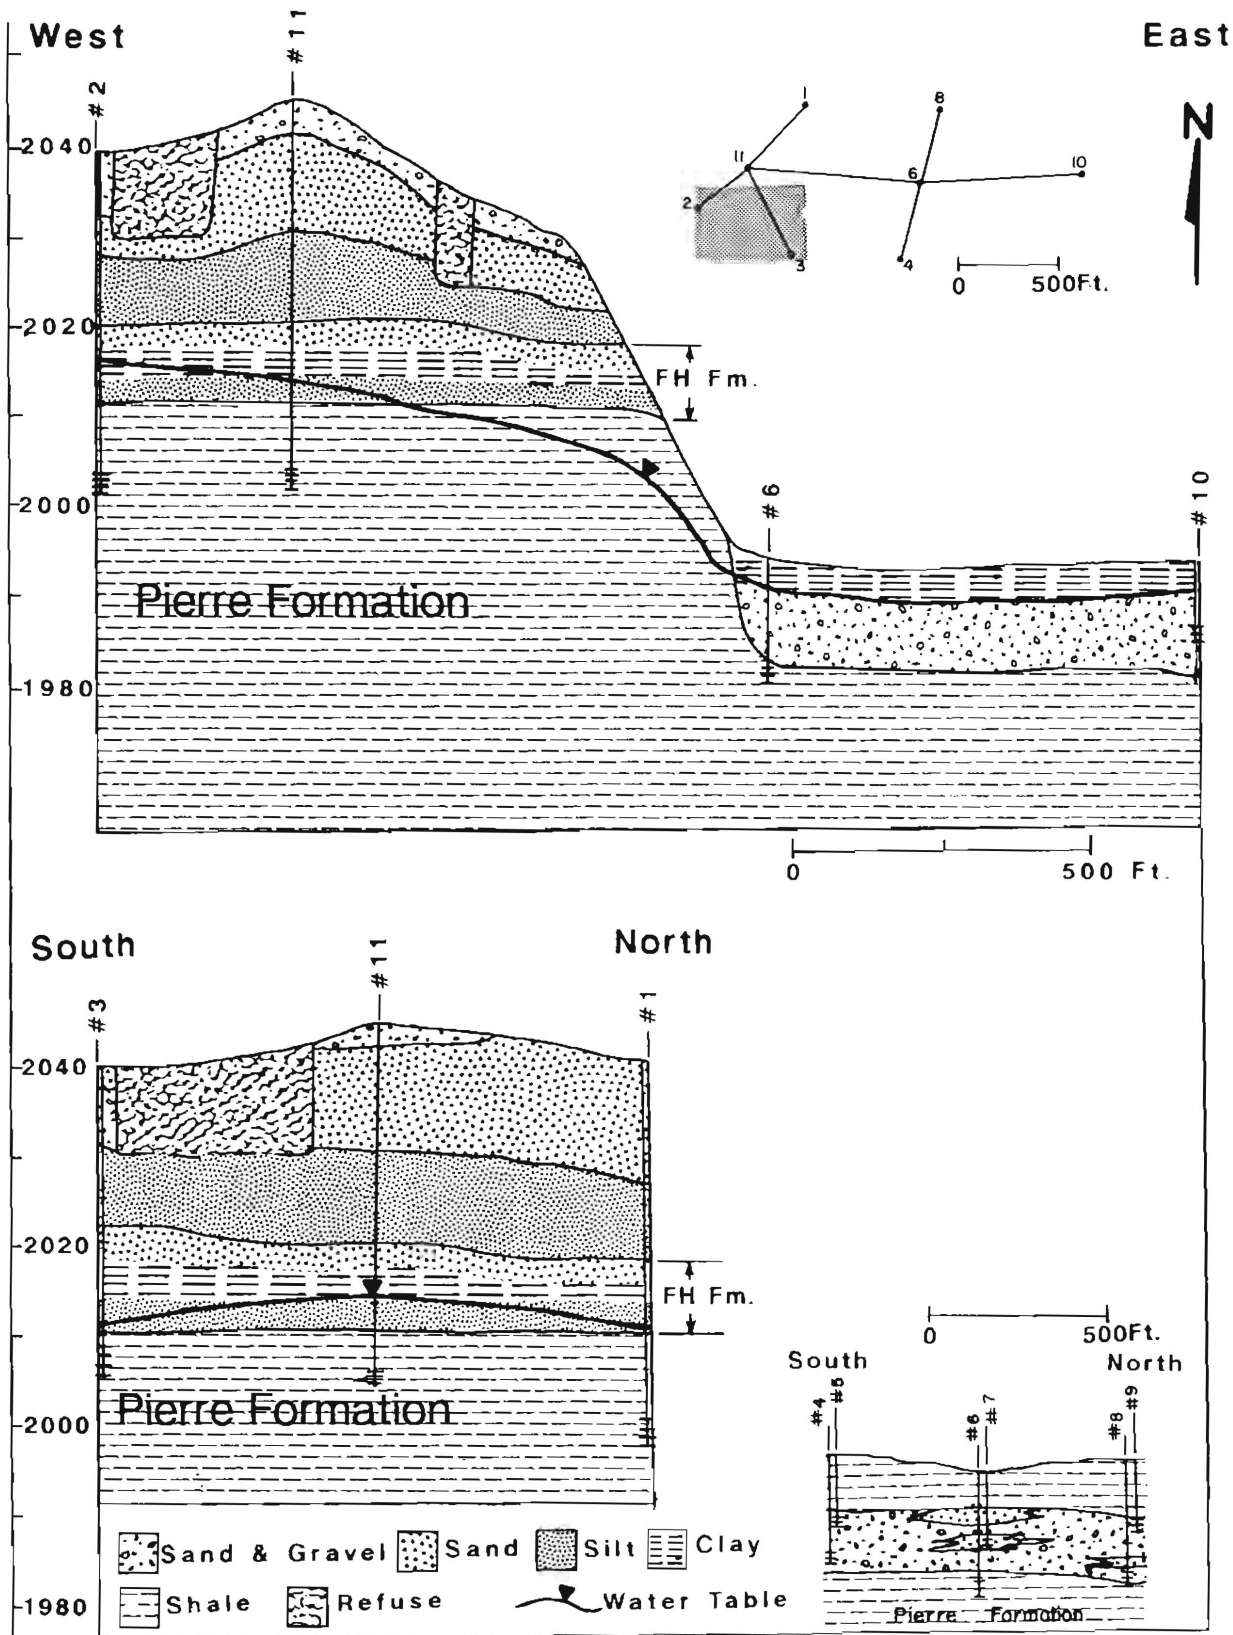 West
East
#2
#11
2040
2020
2000
1980
FH Fm.
#6
#10
Pierre Formation
1
8
11
6
10
2
3
4
0 500Ft.
N
0 500 Ft.
South
North
#3
#11
#1
2040
2020
2000
1980
FH Fm.
Pierre Formation
0 500Ft.
South
North
#4
#5
#6
#7
#8
#9
Pierre Formation
Sand & Gravel
Sand
Silt
Clay
Shale
Refuse
Water Table